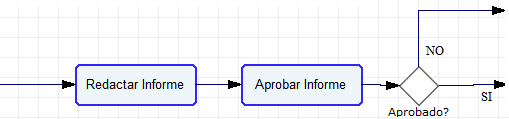 NO
Redactar Informe
Aprobar Informe
SI
Aprobado?